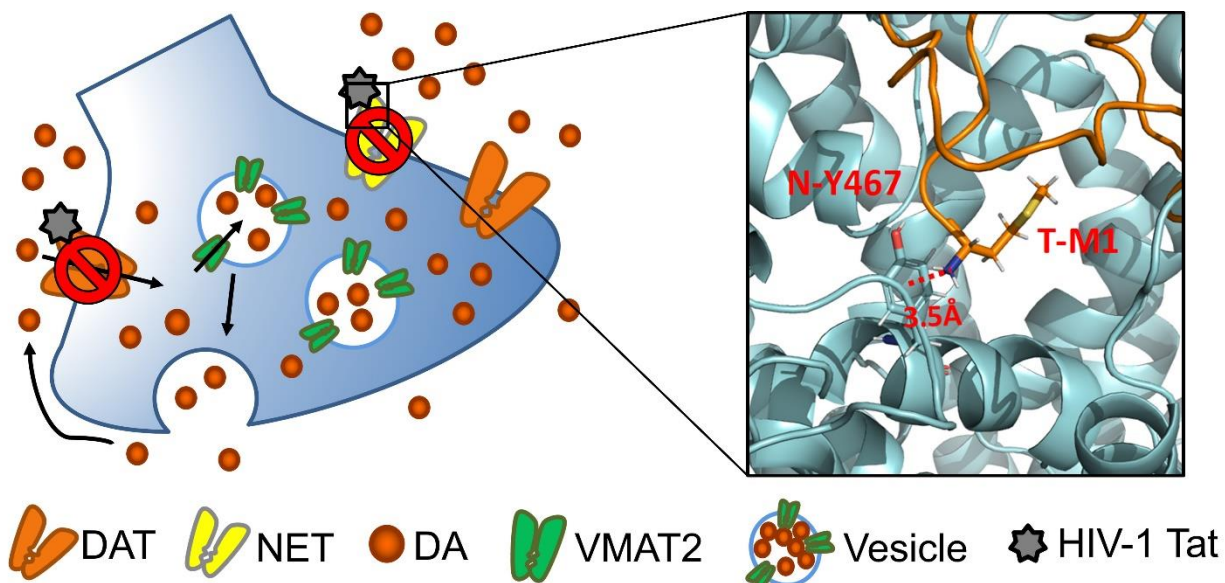 N-Y467
T-M1
3.5Å
DAT
NET
DA
VMAT2
Vesicle
HIV-1 Tat